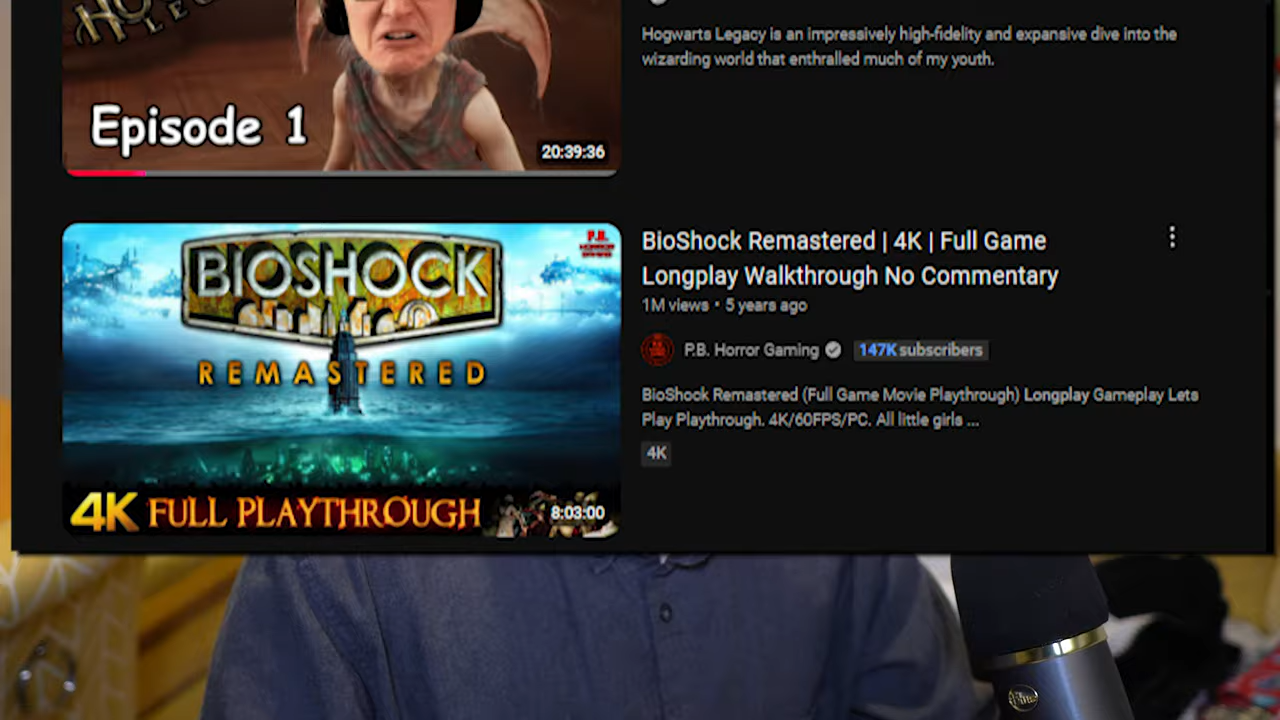 HO
LEG
Episode 1
20:39:36
Hogwarts Legacy is an impressively high-fidelity and expansive dive into the
wizarding world that enthralled much of my youth.
BIOSHOCK
REMASTERED
4K FULL PLAYTHROUGH
8:03:00
BioShock Remastered | 4K | Full Game
Longplay Walkthrough No Commentary
1M views • 5 years ago
P.B. Horror Gaming 147K subscribers
BioShock Remastered (Full Game Movie Playthrough) Longplay Gameplay Lets
Play Playthrough. 4K/60FPS/PC. All little girls ...
4K
Blue